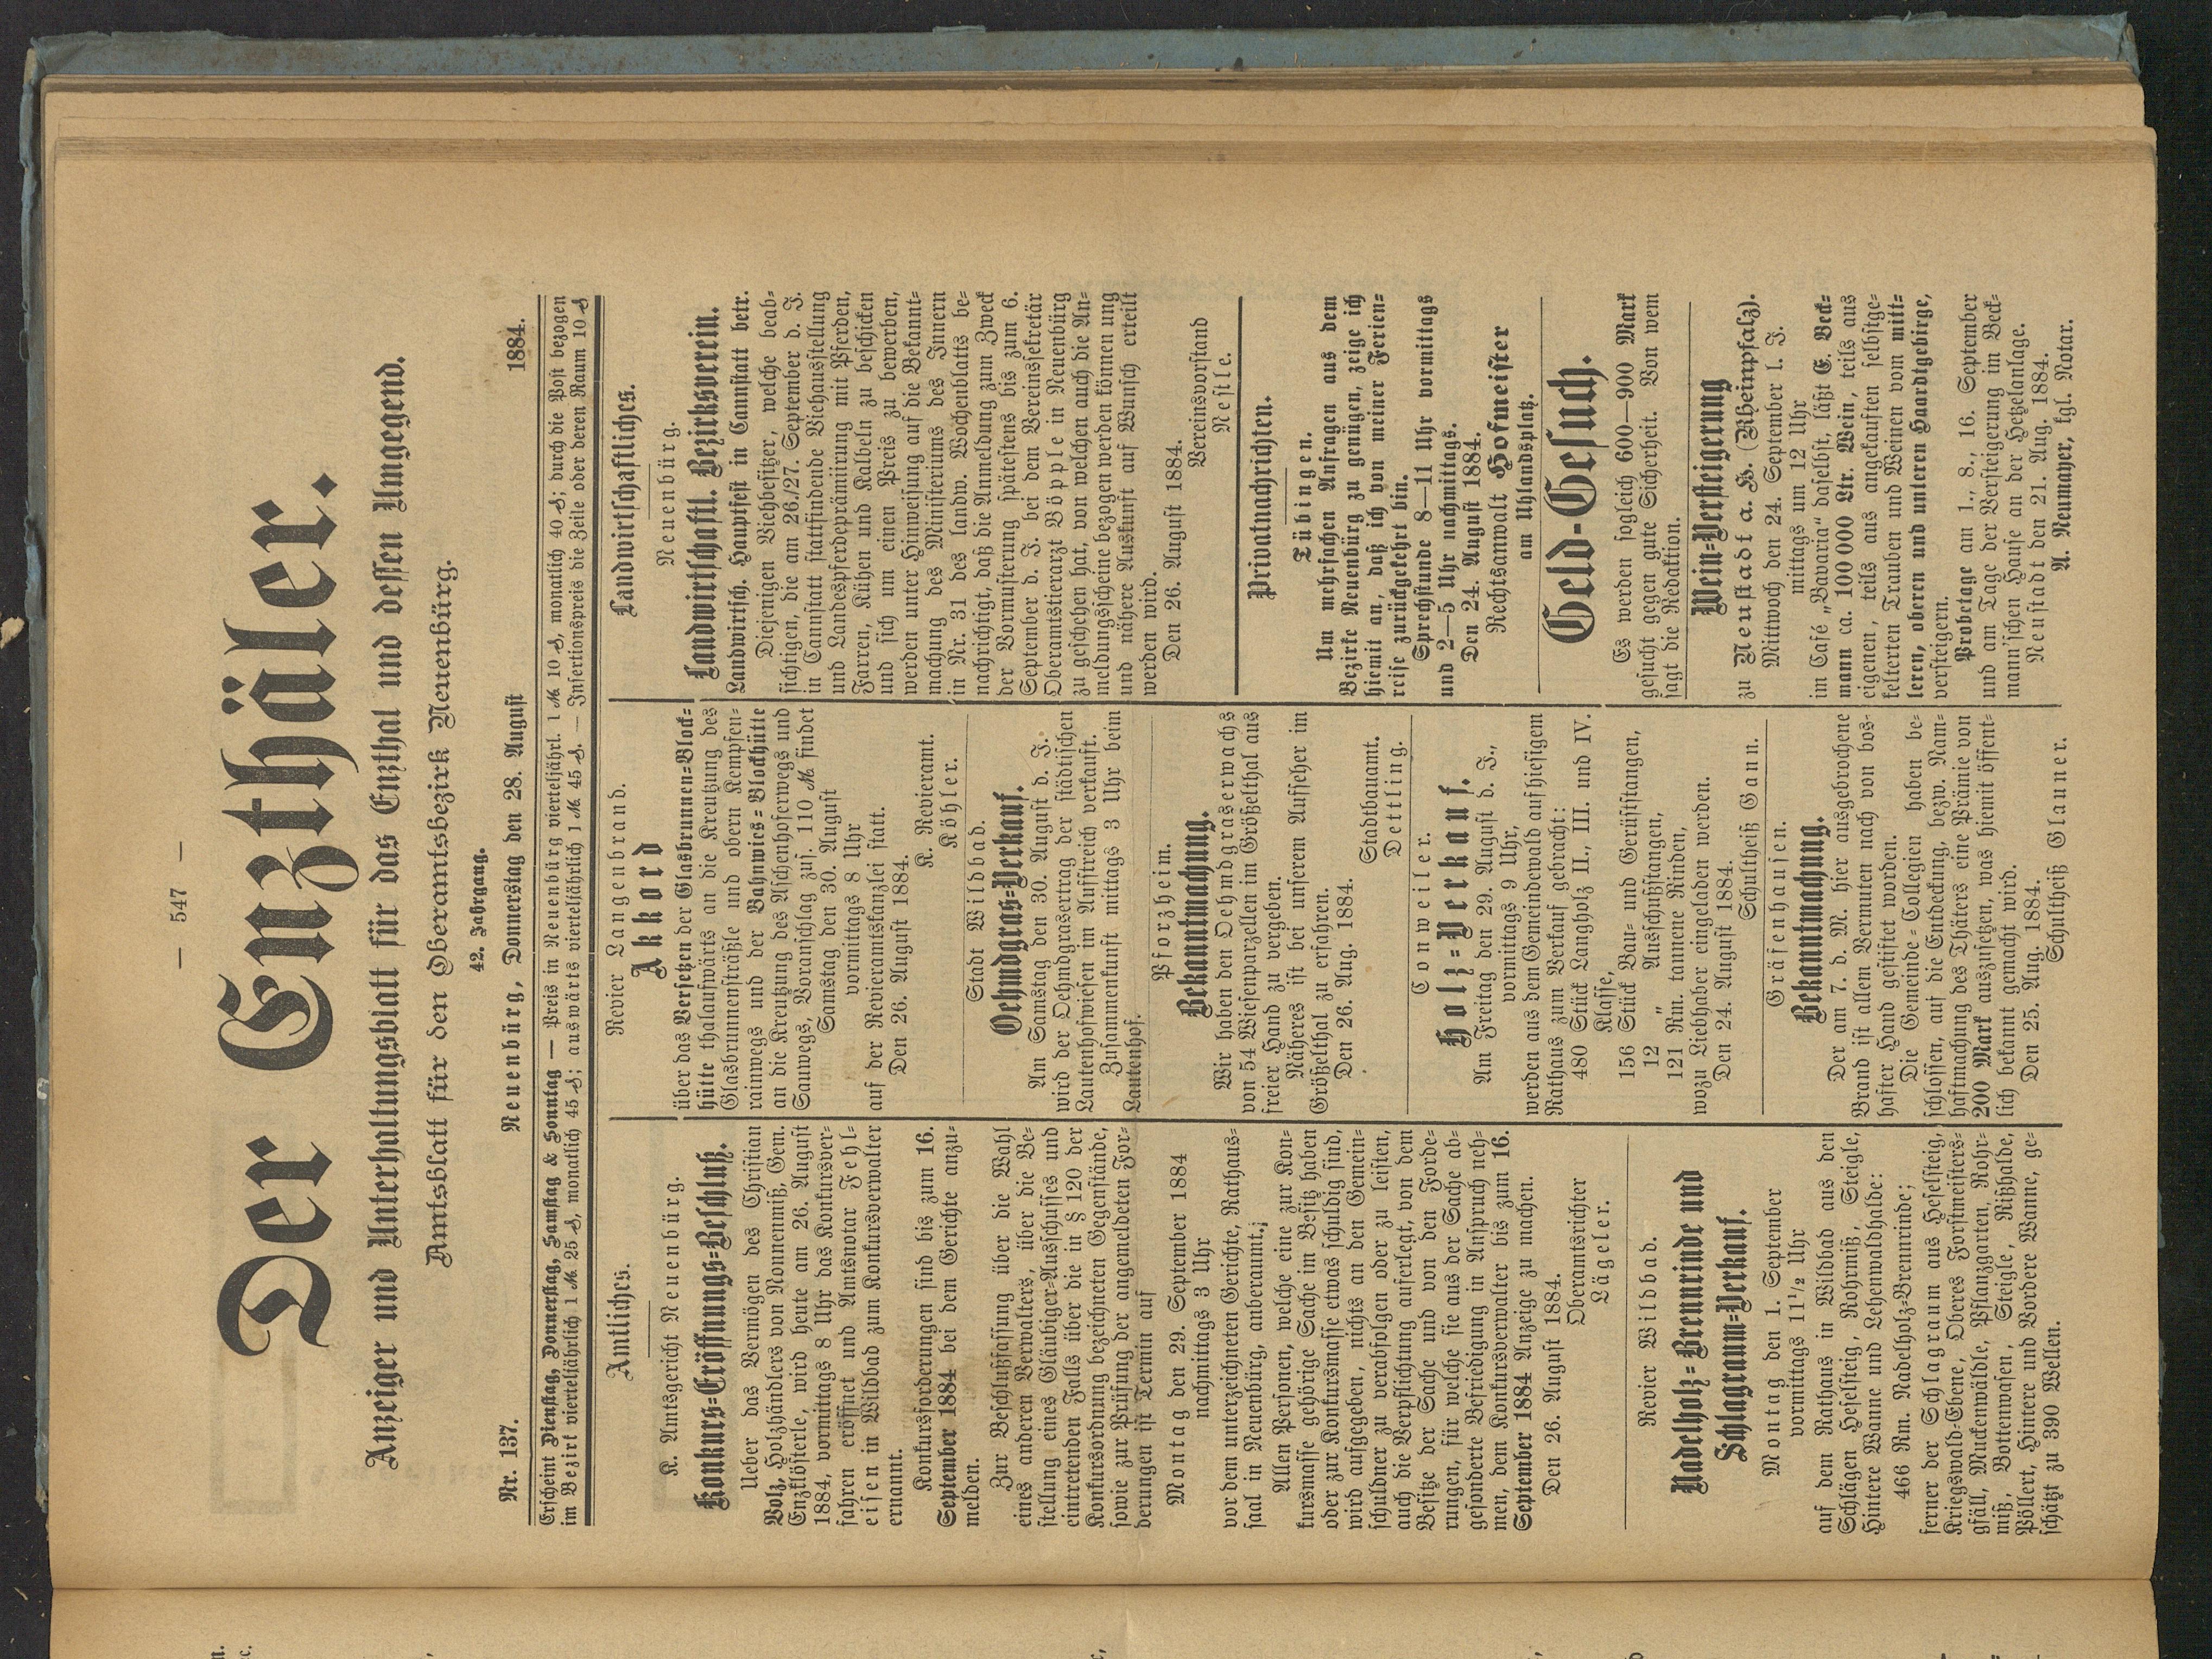 — 547 —
Der Enzthäler.
Anzeiger und Unterhaltungsblatt für das Enzthal und dessen Umgegend.
Amtsblatt für den Oberamtsbezirk Neuenbürg.
42. Jahrgang.
Nr. 137. Neuenbürg, Donnerstag den 28. August 1884.
Erscheint Dienstag, Donnerstag, Samstag & Sonntag — Preis in Neuenbürg vierteljährl. 1 ℳ 10 ₰, monatlich 40 ₰; durch die Post bezogen
im Bezirk vierteljährlich 1 ℳ 25 ₰, monatlich 45 ₰; auswärts vierteljährlich 1 ℳ 45 ₰. — Insertionspreis die Zeile oder deren Raum 10 ₰
Amtliches.
K. Amtsgericht Neuenbürg.
Konkurs-Eröffnungs-Beschluß.
Ueber das Vermögen des Christian
Volz, Holzhändlers von Nonnenmiß, Gem.
Enzklösterle, wird heute am 26. August
1884, vormittags 8 Uhr das Konkursver-
fahren eröffnet und Amtsnotar Fehl-
eisen in Wildbad zum Konkursverwalter
ernannt.
Konkursforderungen sind bis zum 16.
September 1884 bei dem Gerichte anzu-
melden.
Zur Beschlußfassung über die Wahl
eines anderen Verwalters, über die Be-
stellung eines Gläubiger-Ausschusses und
eintretenden Falls über die in § 120 der
Konkursordnung bezeichneten Gegenstände,
sowie zur Prüfung der angemeldeten For-
derungen ist Termin auf
Montag den 29. September 1884
nachmittags 3 Uhr
vor dem unterzeichneten Gerichte, Rathaus-
saal in Neuenbürg, anberaumt.
Allen Personen, welche eine zur Kon-
kursmasse gehörige Sache im Besitz haben
oder zur Konkursmasse etwas schuldig sind,
wird aufgegeben, nichts an den Gemein-
schuldner zu verabfolgen oder zu leisten,
auch die Verpflichtung auferlegt, von dem
Besitze der Sache und von den Forde-
rungen, für welche sie aus der Sache ab-
gesonderte Befriedigung in Anspruch neh-
men, dem Konkursverwalter bis zum 16.
September 1884 Anzeige zu machen.
Den 26. August 1884.
Oberamtsrichter
Lägeler.
Revier Wildbad.
Nadelholz-Brennrinde und
Schlagraum-Verkauf.
Montag den 1. September
vormittags 11½ Uhr
auf dem Rathaus in Wildbad aus den
Schlägen Heselsteig, Rohrmiß, Steigle,
Hintere Wanne und Lehenwaldhalde:
466 Rm. Nadelholz-Brennrinde;
ferner der Schlagraum aus Heselsteig,
Kriegswald-Ebene, Oberes Forstmeisters-
gfäll, Muckenwäldle, Pflanzgarten, Rohr-
miß, Bottenwasen, Steigle, Rißhalde,
Pöllert, Hintere und Vordere Wanne, ge-
schätzt zu 390 Wellen.
Revier Langenbrand.
Akkord
über das Versetzen der Glasbrunnen-Block-
hütte thalaufwärts an die Kreutzung des
Glasbrunnensträßle und obern Kempfen-
rainwegs und der Bahnwies-Blockhütte
an die Kreutzung des Aschenhoferwegs und
Sauwegs, Voranschlag zus. 110 ℳ findet
Samstag den 30. August
vormittags 8 Uhr
auf der Revieramtskanzlei statt.
Den 26. August 1884.
K. Revieramt.
Köhler.
Stadt Wildbad.
Oehmdgras-Verkauf.
Am Samstag den 30. August d. J.
wird der Oehmdgrasertrag der städtischen
Lautenhofwiesen im Aufstreich verkauft.
Zusammenkunft mittags 3 Uhr beim
Lautenhof.
Pforzheim.
Bekanntmachung.
Wir haben den Oehmdgraserwachs
von 54 Wiesenparzellen im Größelthal aus
freier Hand zu vergeben.
Näheres ist bei unserem Aufseher im
Größelthal zu erfahren.
Den 26. Aug. 1884.
Stadtbauamt.
Dettling.
Conweiler.
Holz-Verkauf.
Am Freitag den 29. August d. J.,
vormittags 9 Uhr,
werden aus dem Gemeindewald auf hiesigem
Rathaus zum Verkauf gebracht:
480 Stück Langholz II., III. und IV.
Klasse,
156 Stück Bau- und Gerüststangen,
12 „ Ausschußstangen,
121 Rm. tannene Rinden,
wozu Liebhaber eingeladen werden.
Den 24. August 1884.
Schultheiß Gann.
Gräfenhausen.
Bekanntmachung.
Der am 7. d. M. hier ausgebrochene
Brand ist allem Vermuten nach von bos-
hafter Hand gestiftet worden.
Die Gemeinde-Collegien haben be-
schlossen, auf die Entdeckung, bezw. Nam-
haftmachung des Thäters eine Prämie von
200 Mark auszusetzen, was hiemit öffent-
lich bekannt gemacht wird.
Den 25. Aug. 1884.
Schultheiß Glauner.
Landwirtschaftliches.
Neuenbürg.
Landwirtschaftl. Bezirksverein.
Landwirtsch. Hauptfest in Cannstatt betr.
Diejenigen Viehbesitzer, welche beab-
sichtigen, die am 26./27. September d. J.
in Cannstatt stattfindende Viehausstellung
und Landespferdeprämiirung mit Pferden,
Farren, Kühen und Kalbeln zu beschicken
und sich um einen Preis zu bewerben,
werden unter Hinweisung auf die Bekannt-
machung des Ministeriums des Innern
in Nr. 31 des landw. Wochenblatts be-
nachrichtigt, daß die Anmeldung zum Zweck
der Vormusterung spätestens bis zum 6.
September d. J. bei dem Vereinssekretär
Oberamtstierarzt Böpple in Neuenbürg
zu geschehen hat, von welchen auch die An-
meldungsscheine bezogen werden können ung
und nähere Auskunft auf Wunsch erteilt
werden wird.
Den 26. August 1884.
Vereinsvorstand
Nestle.
Privatnachrichten.
Tübingen.
Um mehrfachen Anfragen aus dem
Bezirke Neuenbürg zu genügen, zeige ich
hiemit an, daß ich von meiner Ferien-
reise zurückgekehrt bin.
Sprechstunde 8—11 Uhr vormittags
und 2—5 Uhr nachmittags.
Den 24. August 1884.
Rechtsanwalt Hofmeister
am Uhlandsplatz.
Geld-Gesuch.
Es werden sogleich 600—900 Mark
gesucht gegen gute Sicherheit. Von wem
sagt die Redaktion.
Wein-Versteigerung
zu Neustadt a. H. (Rheinpfalz).
Mittwoch den 24. September l. J.
mittags um 12 Uhr
im Café „Bavaria“ daselbst, läßt E. Beck-
mann ca. 100 000 Ltr. Wein, teils aus
eigenen, teils aus angekauften selbstge-
kelterten Trauben und Weinen vom mitt-
leren, oberen und unteren Haardtgebirge,
versteigern.
Probetage am 1., 8., 16. September
und am Tage der Versteigerung im Beck-
mann'schen Hause an der Hetzelanlage.
Neustadt den 21. Aug. 1884.
A. Neumayer, kgl. Notar.